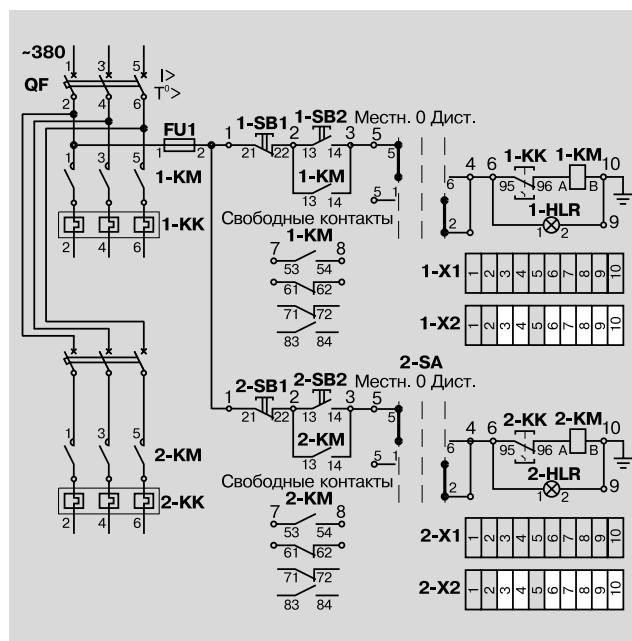 ~380
1 3 5
QF
I>
T⁰>
2 4 6
FU1
1 2
1-SB1
1-SB2
Местн. 0 Дист.
1 2 3 5
21 22 13 14
5
4 6 10
1-KK
1-KM
1 3 5
1-KM
1-KM
13 14
5 1
6
95 96 A B
1-HLR
1 2
9
2
1-KK
2 4 6
Свободные контакты
1-KM
7 8
53 54
61 62
71 72
83 84
1-X1
1 2 3 4 5 6 7 8 9 10
1-X2
1 2 3 4 5 6 7 8 9 10
2-SA
2-SB1
2-SB2
Местн. 0 Дист.
1 2 3 5
21 22 13 14
5
4 6 10
2-KK
2-KM
1 3 5
2-KM
2-KM
13 14
5 1
6
95 96 A B
2-HLR
1 2
9
2
2-KK
2 4 6
Свободные контакты
2-KM
7 8
53 54
61 62
71 72
83 84
2-X1
1 2 3 4 5 6 7 8 9 10
2-X2
1 2 3 4 5 6 7 8 9 10